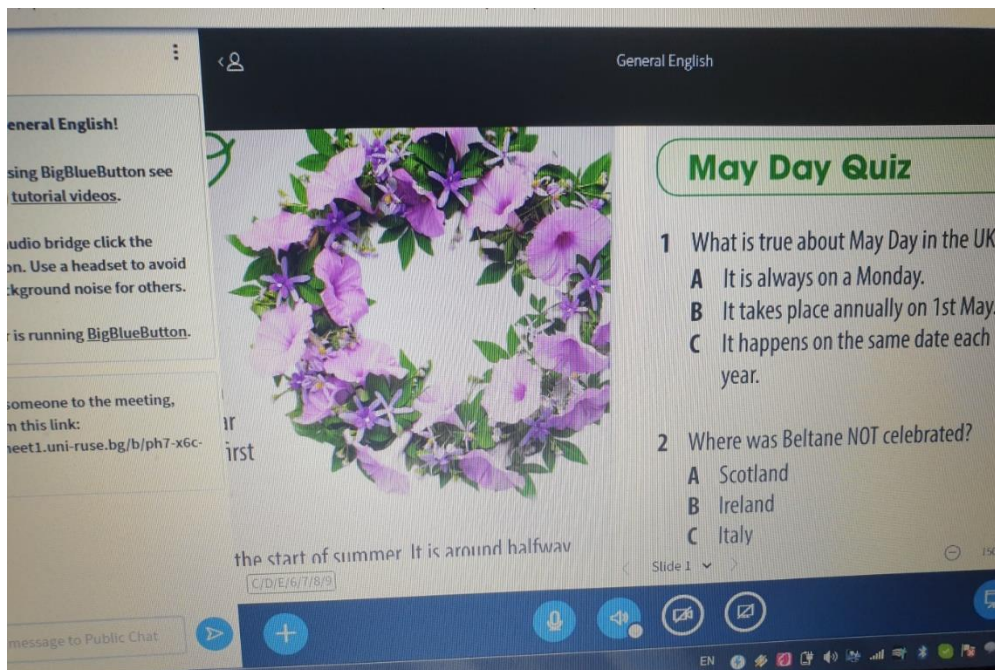 General English
eneral English!
sing BigBlueButton see
tutorial videos.
udio bridge click the
on. Use a headset to avoid
kground noise for others.
r is running BigBlueButton.
someone to the meeting,
n this link:
neet1.uni-ruse.bg/b/ph7-x6c-
message to Public Chat
ar
first
the start of summer. It is around halfway
C/D/E/6/7/8/9
May Day Quiz
1 What is true about May Day in the UK
A It is always on a Monday.
B It takes place annually on 1st May.
C It happens on the same date each
year.
2 Where was Beltane NOT celebrated?
A Scotland
B Ireland
C Italy
Slide 1
EN